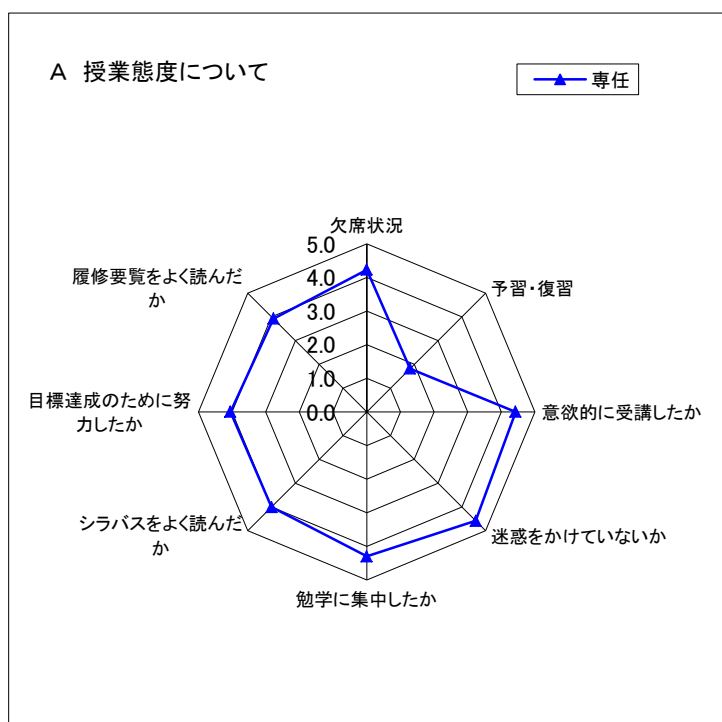 A 授業態度について
専任
欠席状況
5.0
4.0
3.0
2.0
1.0
0.0
予習・復習
意欲的に受講したか
迷惑をかけていないか
勉学に集中したか
シラバスをよく読んだ
か
目標達成のために努
力したか
履修要覧をよく読んだ
か